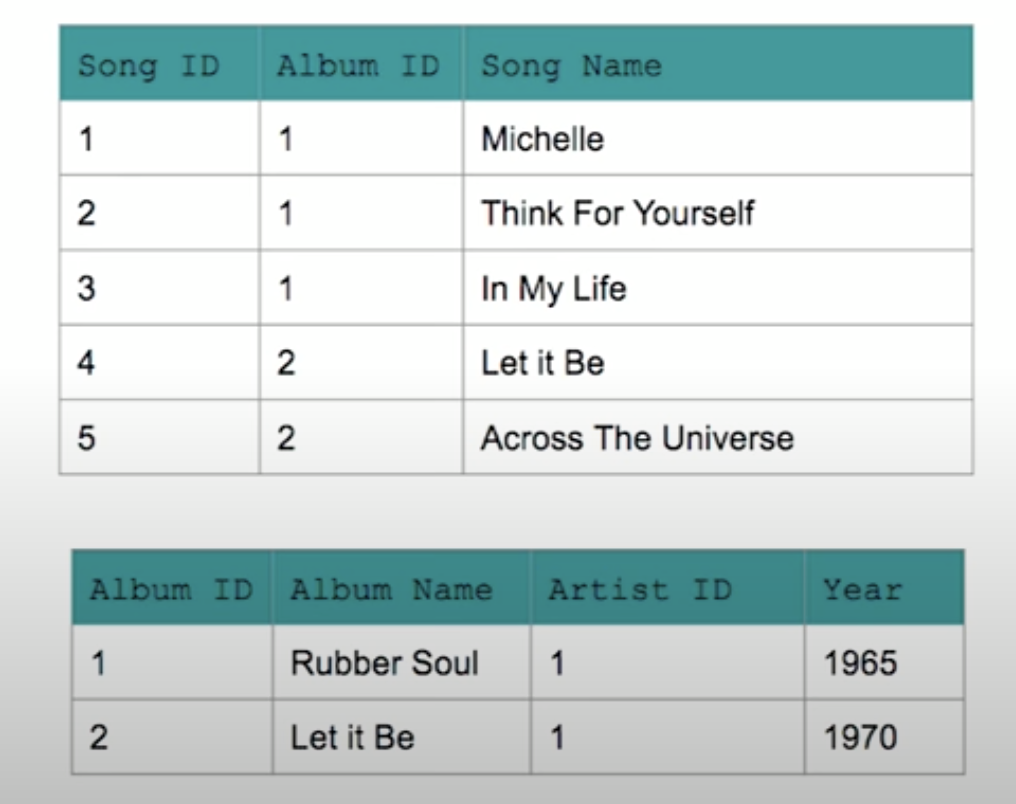 Song ID Album ID Song Name
1 1 Michelle
2 1 Think For Yourself
3 1 In My Life
4 2 Let it Be
5 2 Across The Universe
Album ID Album Name Artist ID Year
1 Rubber Soul 1 1965
2 Let it Be 1 1970